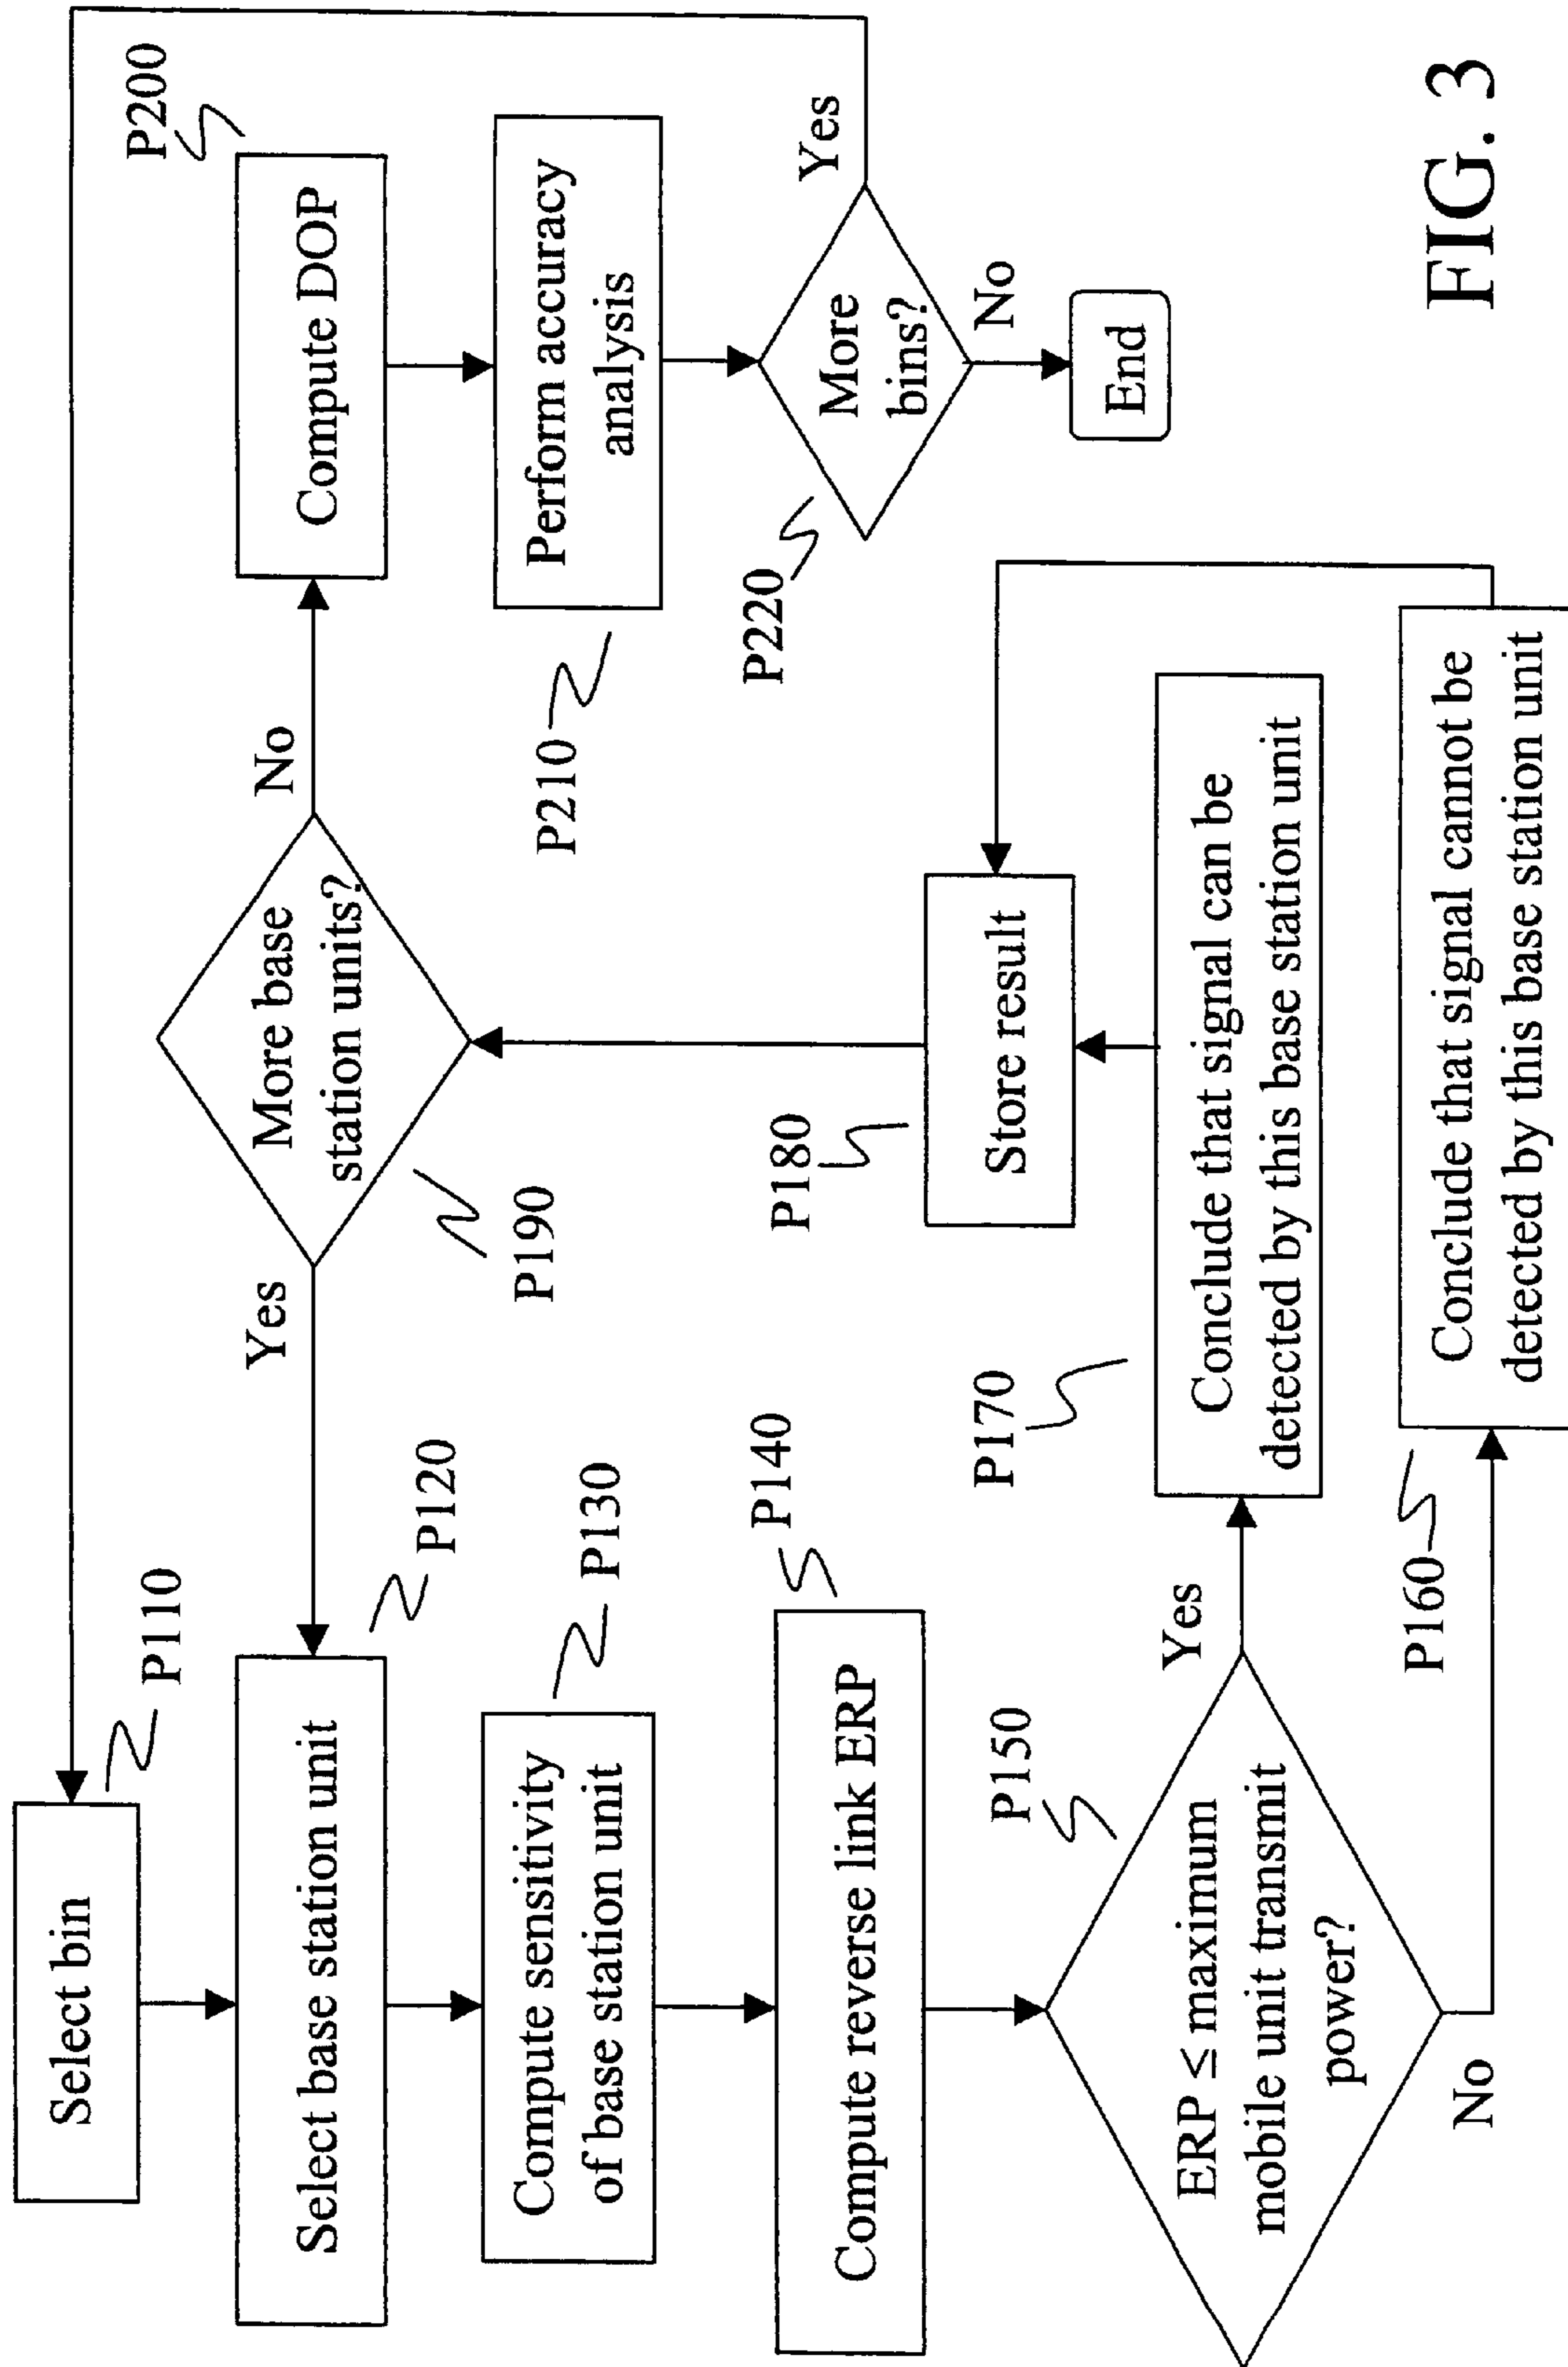 Select bin
P110
Select base station unit
P120
Compute sensitivity
of base station unit
P130
Compute reverse link ERP
P140
ERP ≤ maximum
mobile unit transmit
power?
P150
Yes
No
P160
Conclude that signal cannot be
detected by this base station unit
P170
Conclude that signal can be
detected by this base station unit
P180
Store result
More base
station units?
P190
Yes
No
Compute DOP
P200
Perform accuracy
analysis
P210
More
bins?
P220
Yes
No
End
FIG. 3